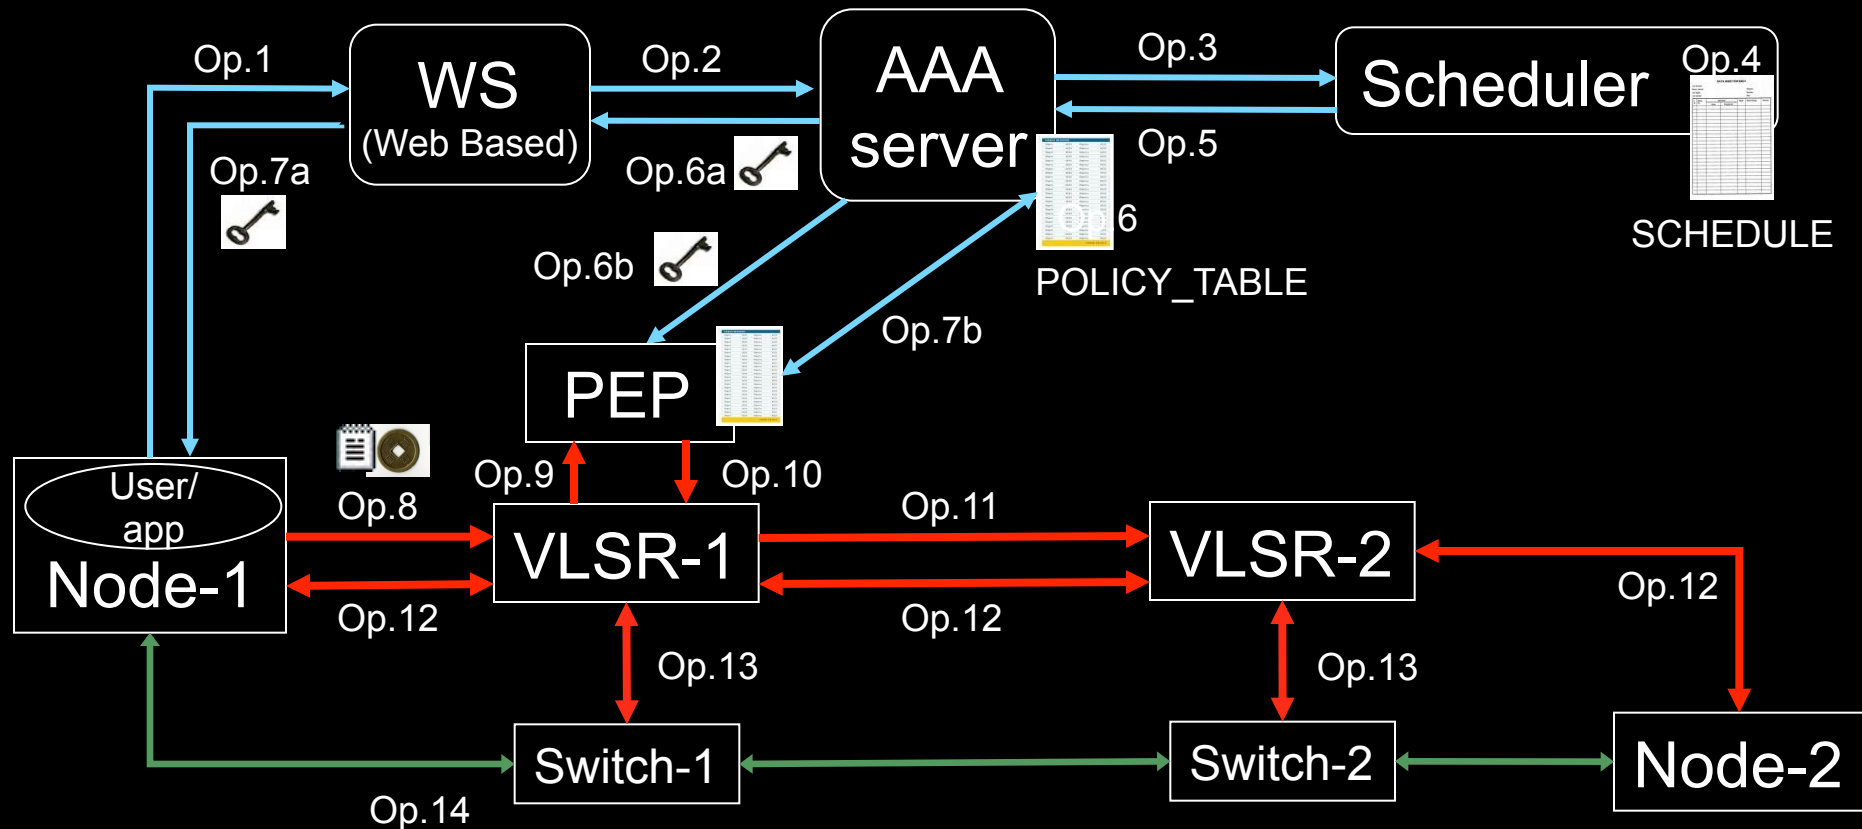 Op.1
WS
(Web Based)
Op.2
AAA
server
Op.3
Scheduler
Op.4
Op.5
SCHEDULE
Op.7a
Op.6a
Op.6b
Op.6
POLICY_TABLE
Op.7b
PEP
User/
app
Node-1
Op.8
Op.9
Op.10
VLSR-1
Op.11
VLSR-2
Op.12
Op.12
Op.12
Op.13
Op.13
Switch-1
Switch-2
Node-2
Op.14